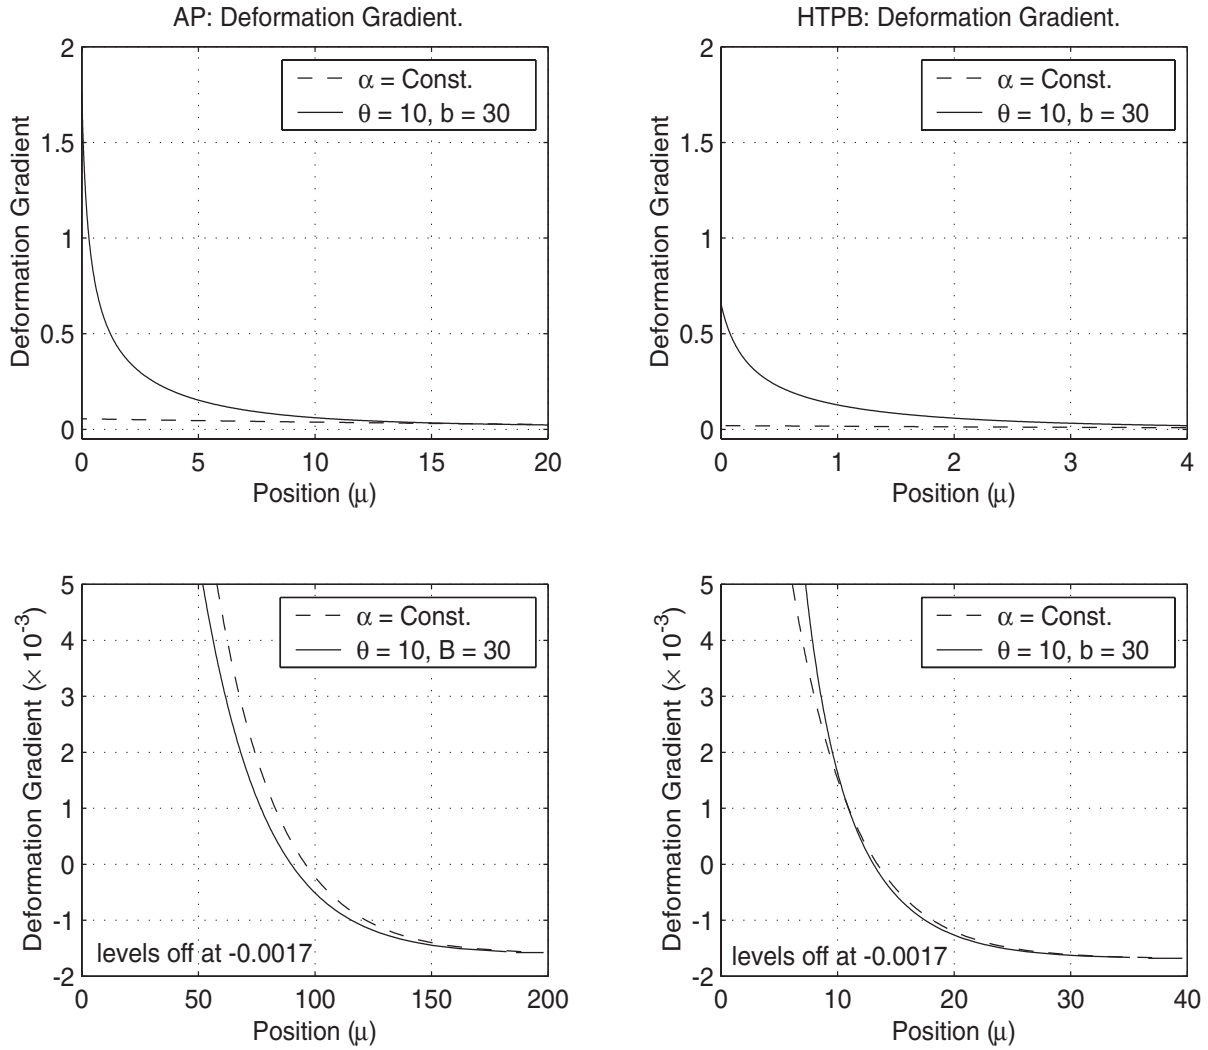 AP: Deformation Gradient.
2
1.5
1
0.5
0
Deformation Gradient
α = Const.
θ = 10, b = 30
0 5 10 15 20
Position (μ)
HTPB: Deformation Gradient.
2
1.5
1
0.5
0
Deformation Gradient
α = Const.
θ = 10, b = 30
0 1 2 3 4
Position (μ)
5
4
3
2
1
0
-1
-2
Deformation Gradient (× 10⁻³)
α = Const.
θ = 10, B = 30
levels off at -0.0017
0 50 100 150 200
Position (μ)
5
4
3
2
1
0
-1
-2
Deformation Gradient (× 10⁻³)
α = Const.
θ = 10, b = 30
levels off at -0.0017
0 10 20 30 40
Position (μ)